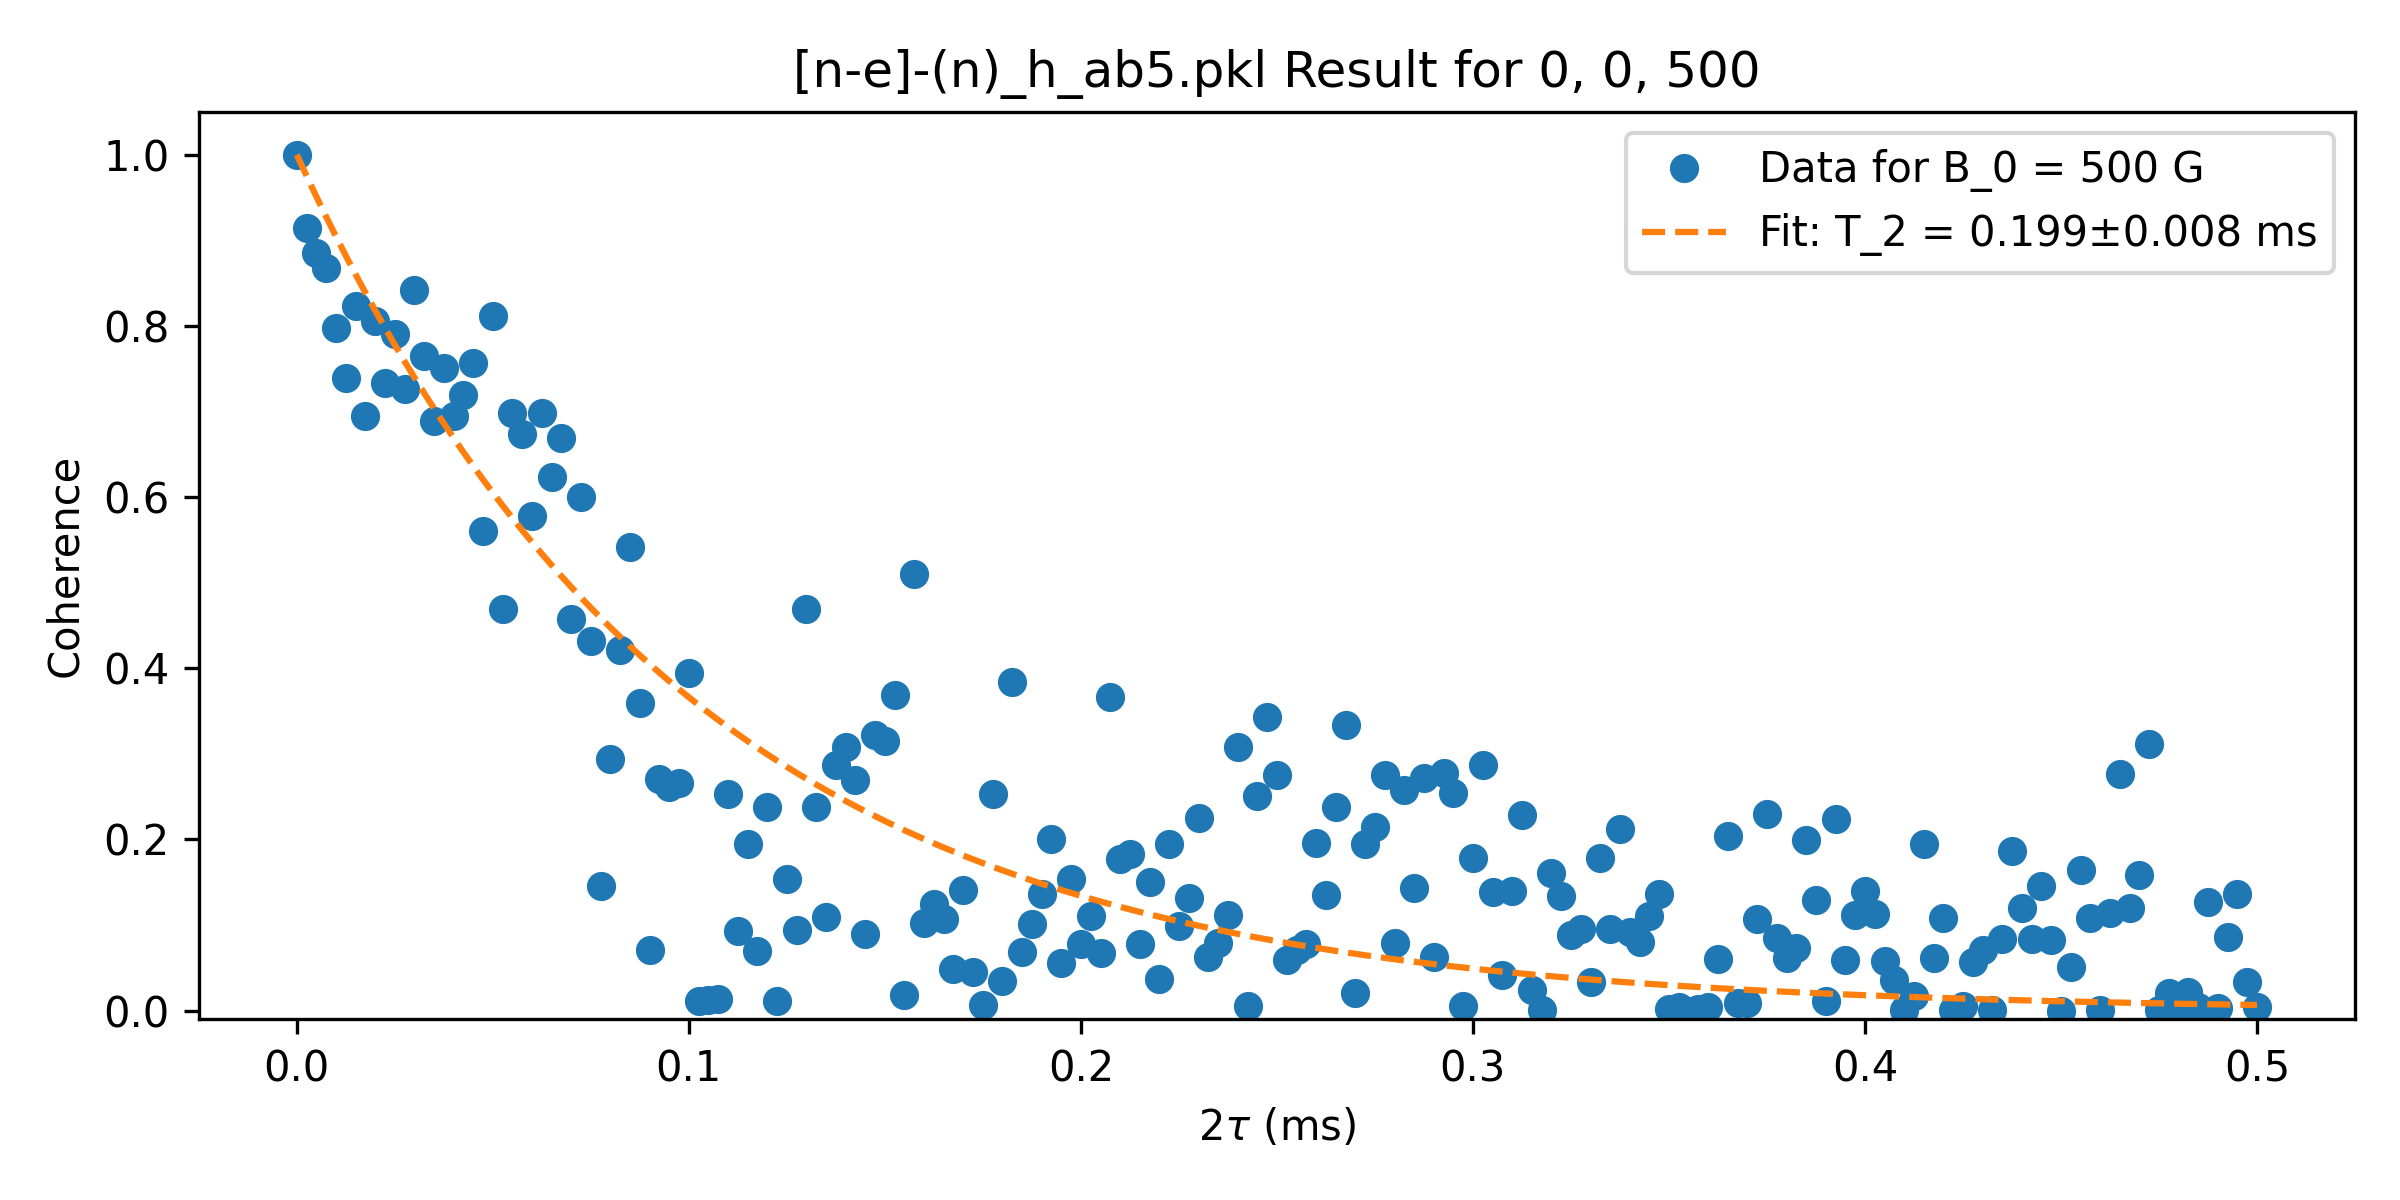 [n-e]-(n)_h_ab5.pkl Result for 0, 0, 500
Data for B_0 = 500 G
Fit: T_2 = 0.199±0.008 ms
Coherence
1.0
0.8
0.6
0.4
0.2
0.0
0.0 0.1 0.2 0.3 0.4 0.5
2τ (ms)